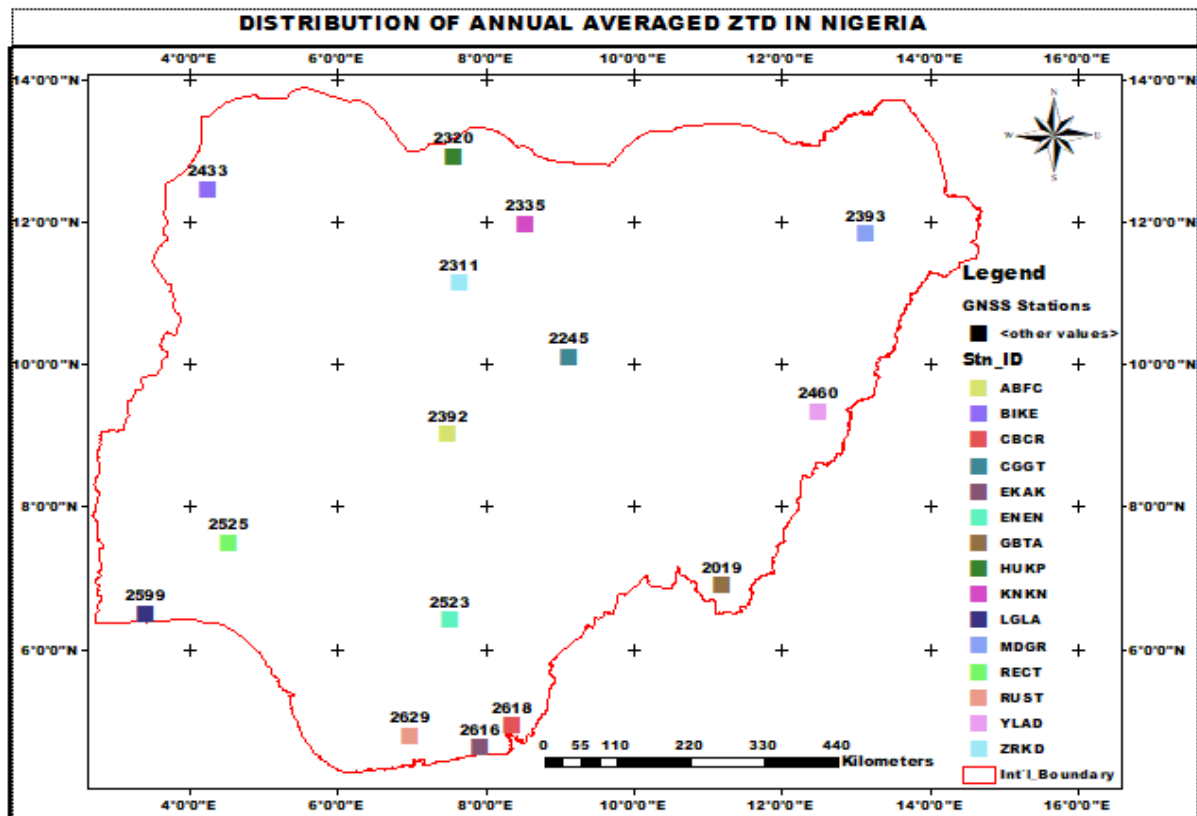 DISTRIBUTION OF ANNUAL AVERAGED ZTD IN NIGERIA
4°0'0"E 6°0'0"E 8°0'0"E 10°0'0"E 12°0'0"E 14°0'0"E 16°0'0"E
14°0'0"N 14°0'0"N
N
W E
S
2320
2433
2335
12°0'0"N 2393 12°0'0"N
2311
Legend
GNSS Stations
<other values>
2245
10°0'0"N 10°0'0"N
Stn_ID
ABFC
2460
BIKE
2392
CBCR
CGGT
EKAK
8°0'0"N 8°0'0"N
ENEN
2525
GBTA
2019
HUKP
2599
KNKN
2523
LGLA
6°0'0"N 6°0'0"N
MDGR
RECT
RUST
2618
2629
2616
YLAD
0 55 110 220 330 440
ZRKD
Kilometers
Int'l_Boundary
4°0'0"E 6°0'0"E 8°0'0"E 10°0'0"E 12°0'0"E 14°0'0"E 16°0'0"E